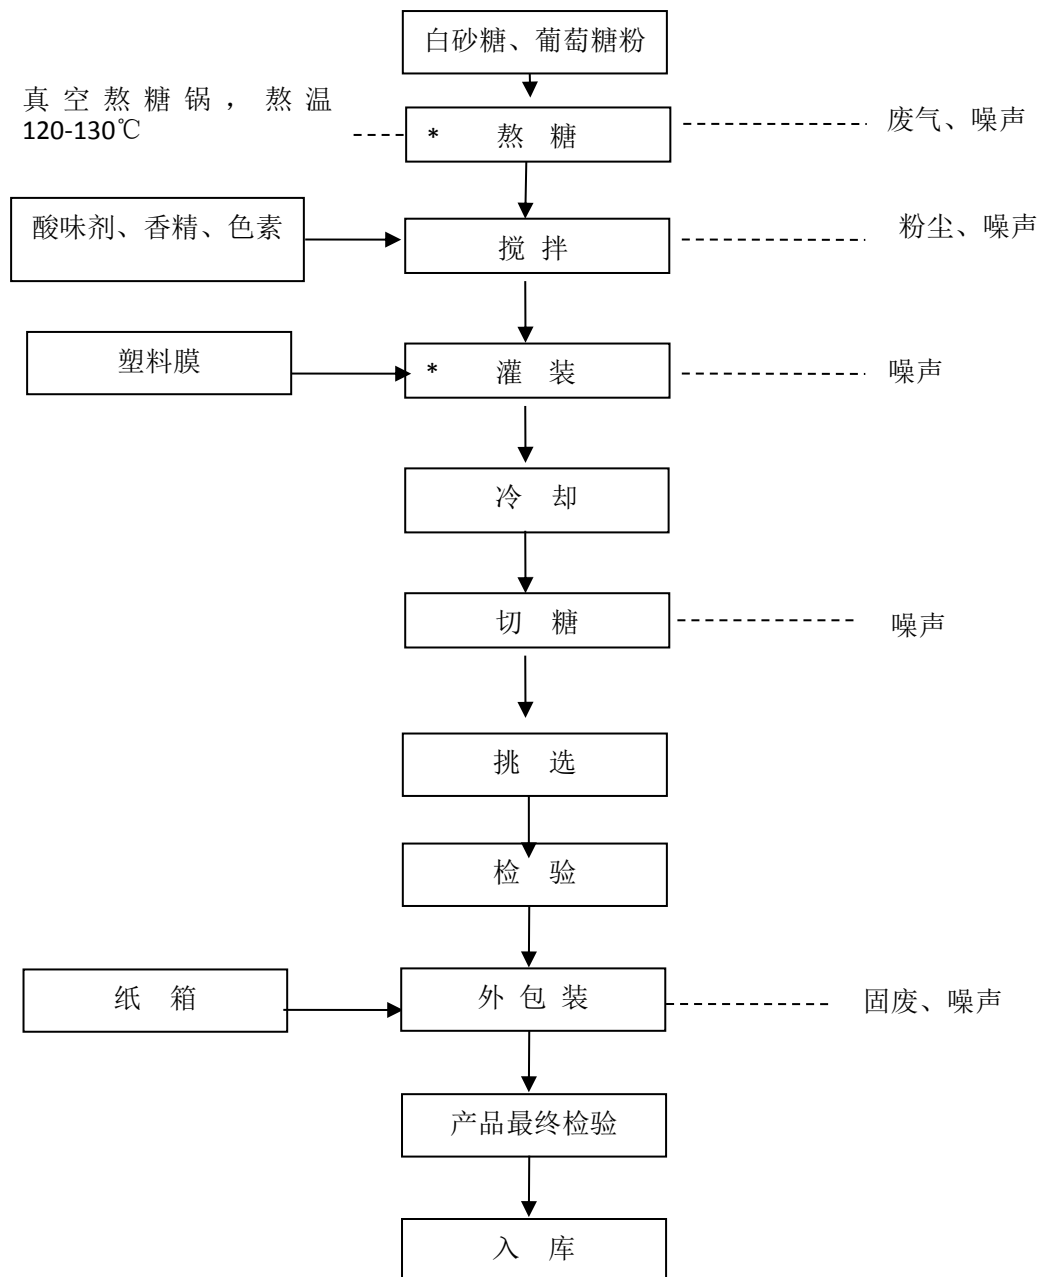 白砂糖、葡萄糖粉
真空熬糖锅，熬温
120-130℃
* 熬 糖
废气、噪声
酸味剂、香精、色素
搅 拌
粉尘、噪声
塑料膜
* 灌 装
噪声
冷 却
切 糖
噪声
挑 选
检 验
纸 箱
外 包 装
固废、噪声
产品最终检验
入 库